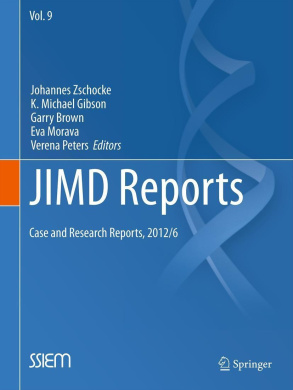 Vol. 9
Johannes Zschocke
K. Michael Gibson
Garry Brown
Eva Morava
Verena Peters Editors
JIMD Reports
Case and Research Reports, 2012/6
SSIEM
Springer